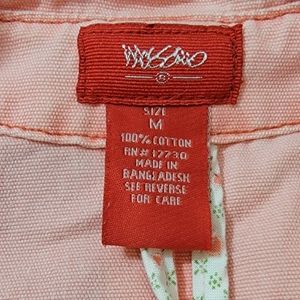 mossimo
SIZE
M
100% COTTON
RN# 17730
MADE IN
BANGLADESH
SEE REVERSE
FOR CARE